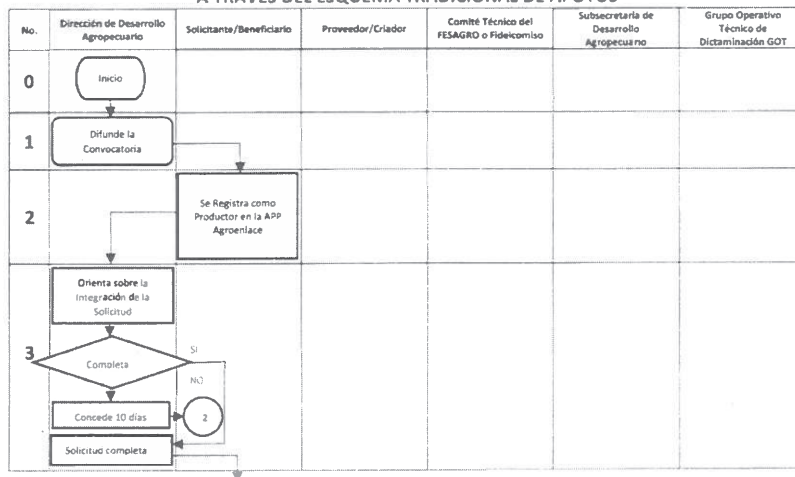 A TRAVÉS DEL ESQUEMA TRADICIONAS DE APOYOS
No.
Dirección de Desarrollo
Agropecuario
Solicitante/Beneficiario
Proveedor/Criador
Comité Técnico del
FESAGRO o Fideicomiso
Subsecretaría de
Desarrollo
Agropecuario
Grupo Operativo
Técnico de
Dictaminación GOT
0
Inicio
1
Difunde la
Convocatoria
2
Se Registra como
Productor en la APP
Agroenlace
3
Orienta sobre la
Integración de la
Solicitud
Completa
SI
NO
Concede 10 días
2
Solicitud completa